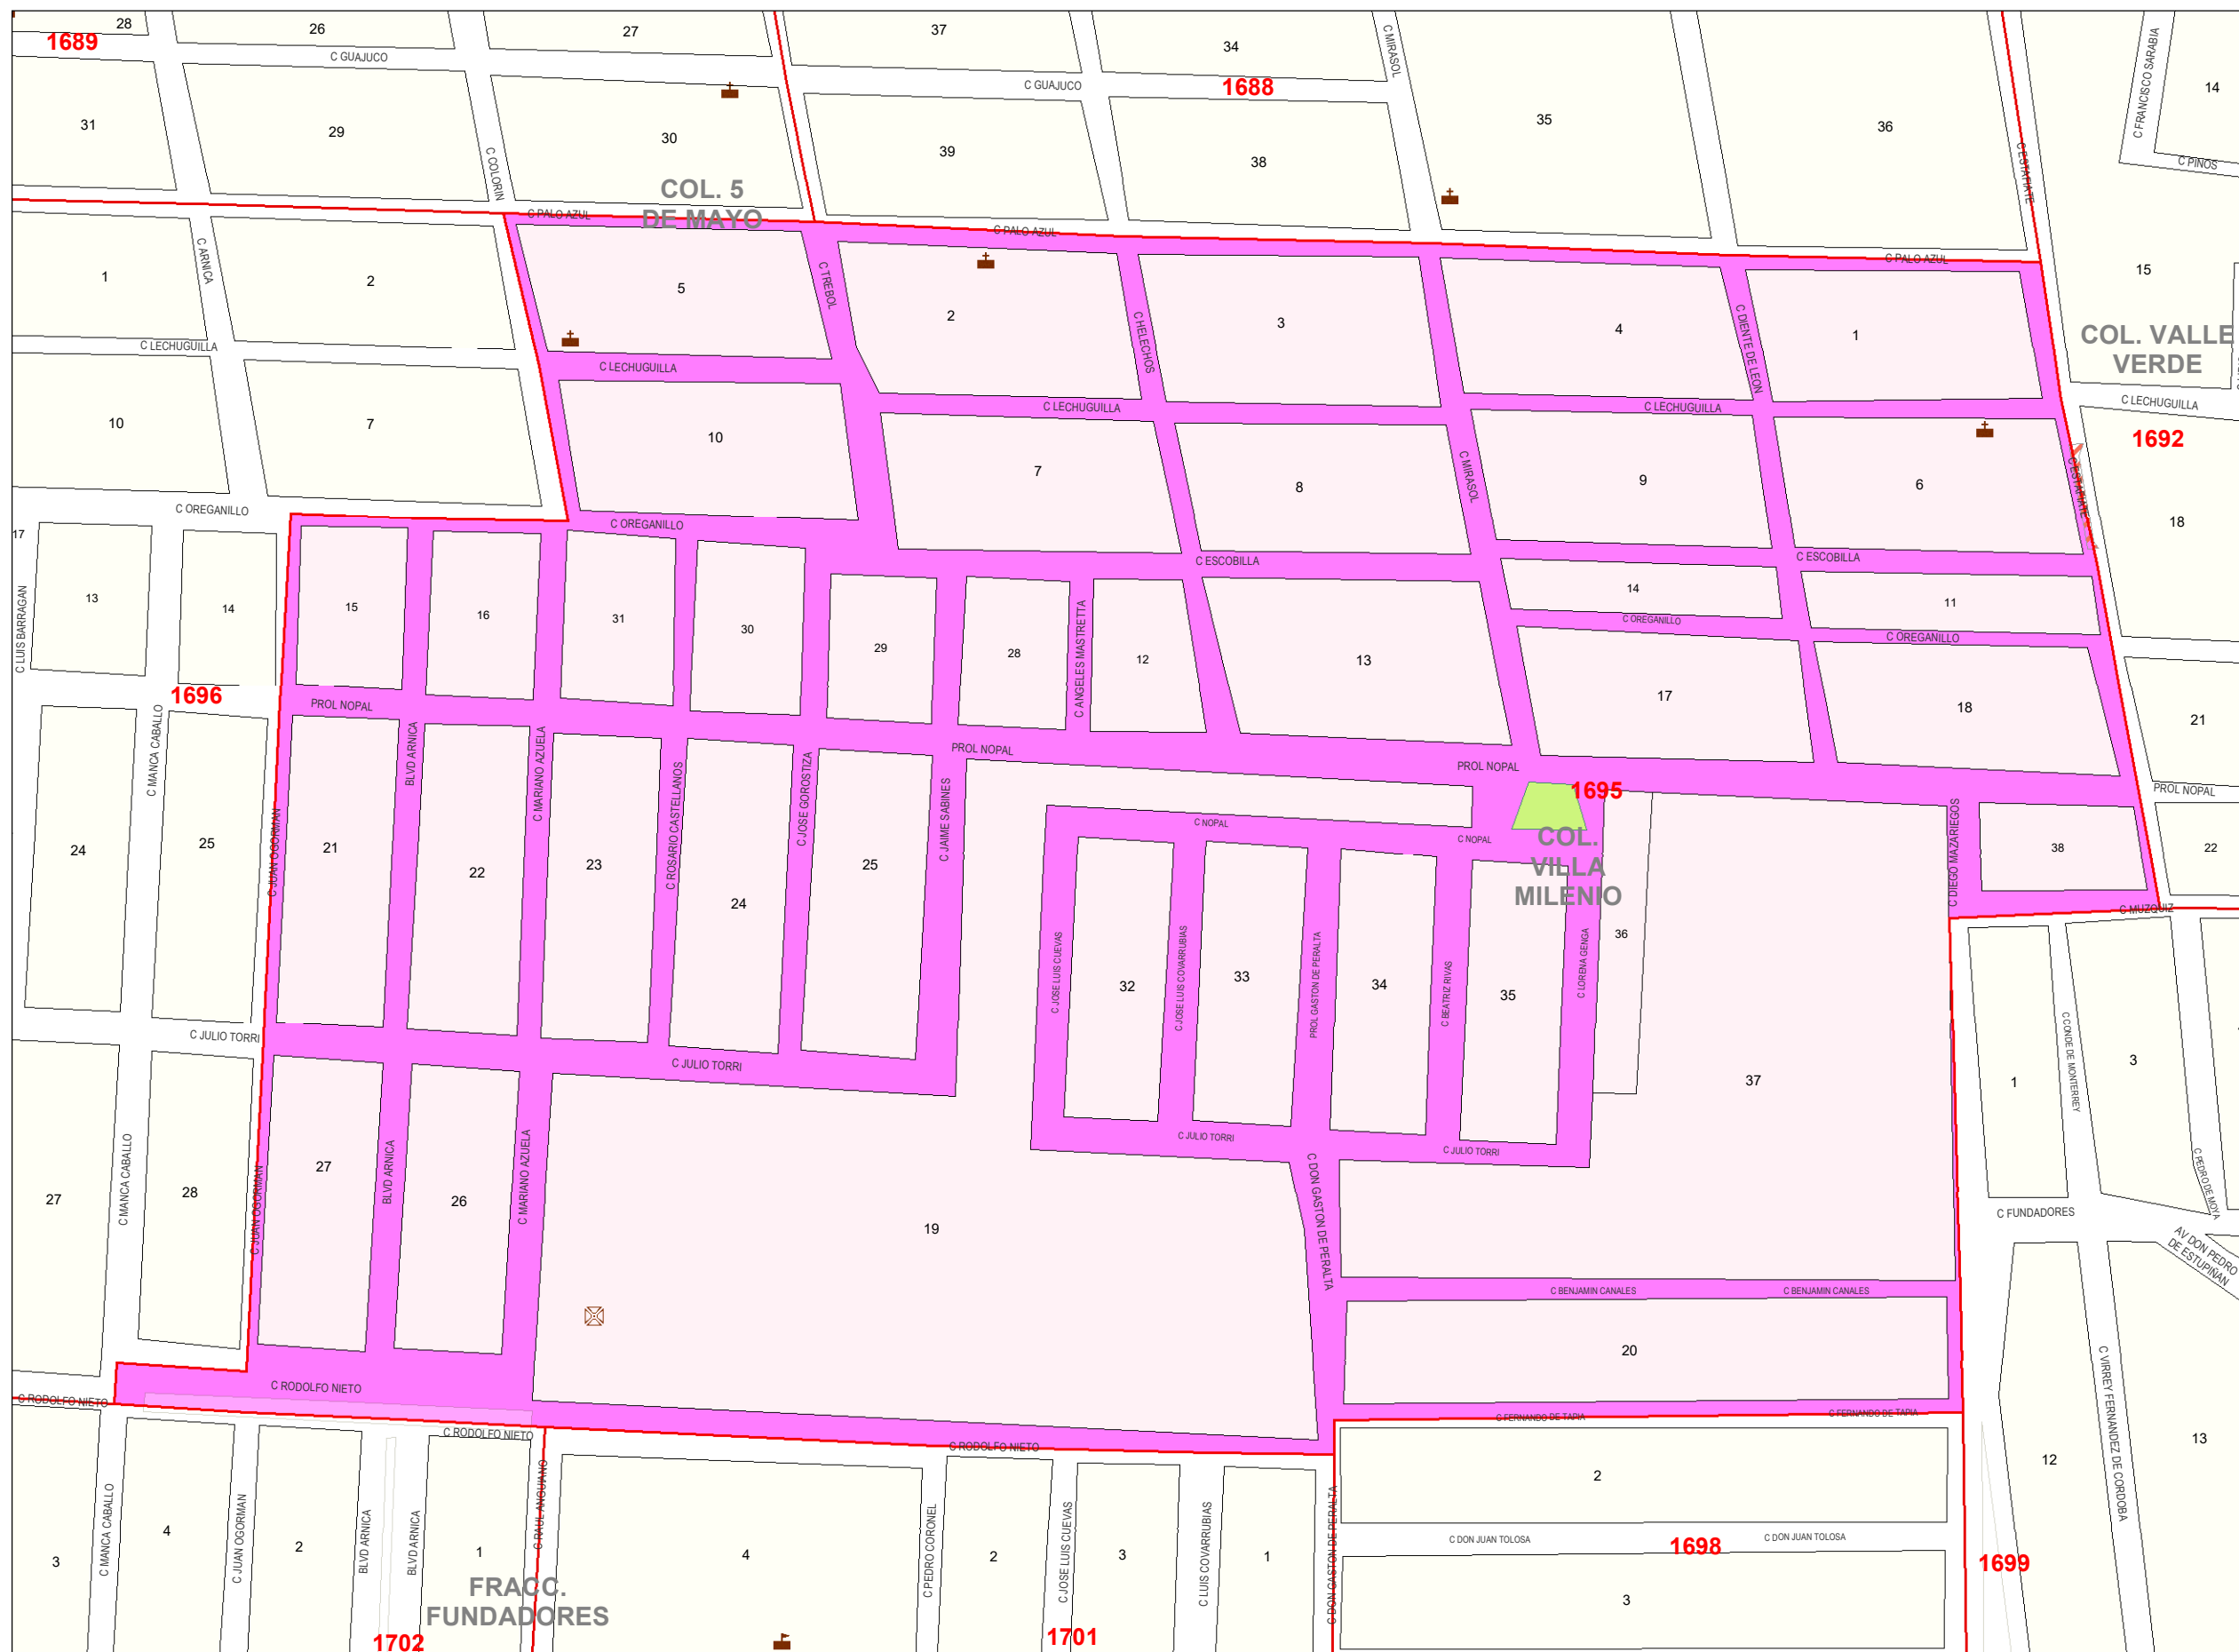 28
26
27
37
34
1689
C GUAJUCO
C GUAJUCO
1688
C MIRASOL
C FRANCISCO SARABIA
14
31
29
30
39
38
35
36
C PINOS
C COLORIN
C ESTAFIATE
COL. 5
DE MAYO
C PALO AZUL
C PALO AZUL
C PALO AZUL
C ARNICA
1
2
5
C TREBOL
2
C HELECHOS
3
4
C DIENTE DE LEON
1
15
COL. VALLE
VERDE
C LECHUGUILLA
C LECHUGUILLA
C LECHUGUILLA
C LECHUGUILLA
C LECHUGUILLA
10
7
10
7
8
C MIRASOL
9
6
C ESTAFIATE
1692
18
C OREGANILLO
C OREGANILLO
C ESCOBILLA
C ESCOBILLA
17
13
14
15
16
31
30
29
28
C ANGELES MASTRETTA
12
13
14
11
C OREGANILLO
C OREGANILLO
C LUIS BARRAGAN
1696
17
18
21
PROL NOPAL
PROL NOPAL
PROL NOPAL
PROL NOPAL
C MANCA CABALLO
BLVD ARNICA
C MARIANO AZUELA
C ROSARIO CASTELLANOS
C JOSE GOROSTIZA
C JAIME SABINES
1695
COL.
VILLA
MILENIO
C NOPAL
C NOPAL
C DIEGO MAZARIEGOS
38
22
C MUZQUIZ
24
25
C JUAN OGORMAN
21
22
23
24
25
36
C JOSE LUIS CUEVAS
32
C JOSE LUIS COVARRUBIAS
33
PROL GASTON DE PERALTA
34
C BEATRIZ RIVAS
35
C LORENA GENGA
37
1
C CONDE DE MONTERREY
3
C JULIO TORRI
C JULIO TORRI
C JULIO TORRI
C JULIO TORRI
27
C MANCA CABALLO
28
C JUAN OGORMAN
27
BLVD ARNICA
26
C MARIANO AZUELA
19
C DON GASTON DE PERALTA
C PEDRO DE MOYA
C FUNDADORES
AV DON PEDRO
DE ESTUPIÑAN
C BENJAMIN CANALES
C BENJAMIN CANALES
20
C VIRREY FERNANDEZ DE CORDOBA
C RODOLFO NIETO
C RODOLFO NIETO
C RODOLFO NIETO
C RODOLFO NIETO
C FERNANDO DE TAPIA
C FERNANDO DE TAPIA
12
13
3
C MANCA CABALLO
4
C JUAN OGORMAN
2
BLVD ARNICA
BLVD ARNICA
1
C RAUL ANGUIANO
4
C PEDRO CORONEL
2
C JOSE LUIS CUEVAS
3
C LUIS COVARRUBIAS
1
C DON GASTON DE PERALTA
2
C DON JUAN TOLOSA
C DON JUAN TOLOSA
1698
1699
3
FRACC.
FUNDADORES
1702
1701